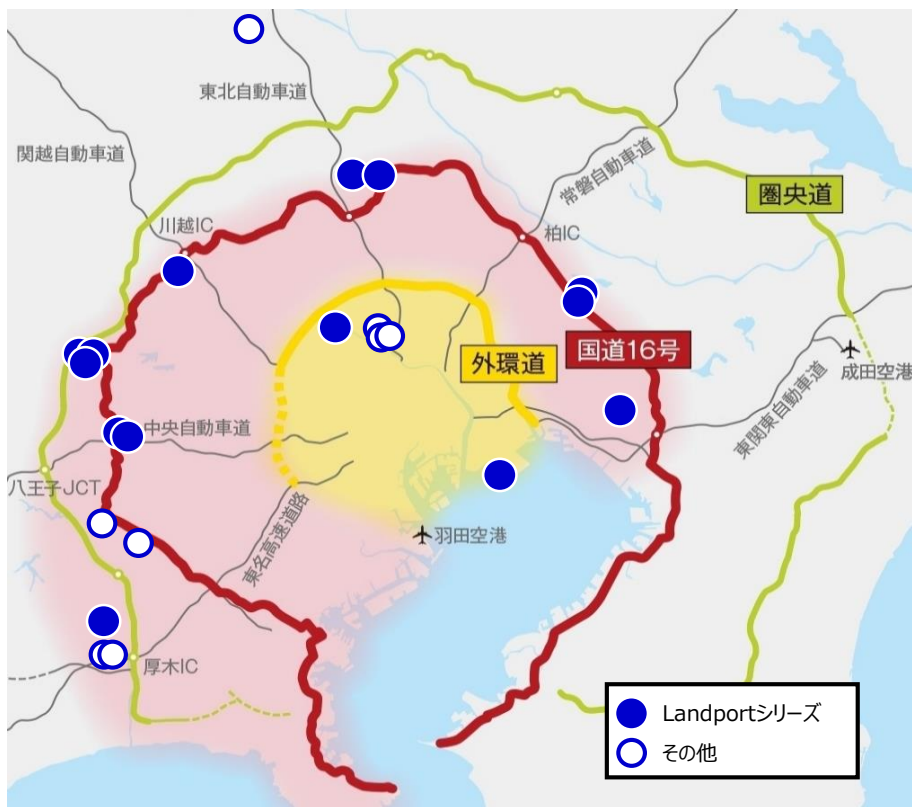 東北自動車道
関越自動車道
常磐自動車道
圏央道
川越IC
柏IC
外環道
国道16号
成田空港
東関東自動車道
中央自動車道
八王子JCT
東名高速道路
羽田空港
厚木IC
Landportシリーズ
その他